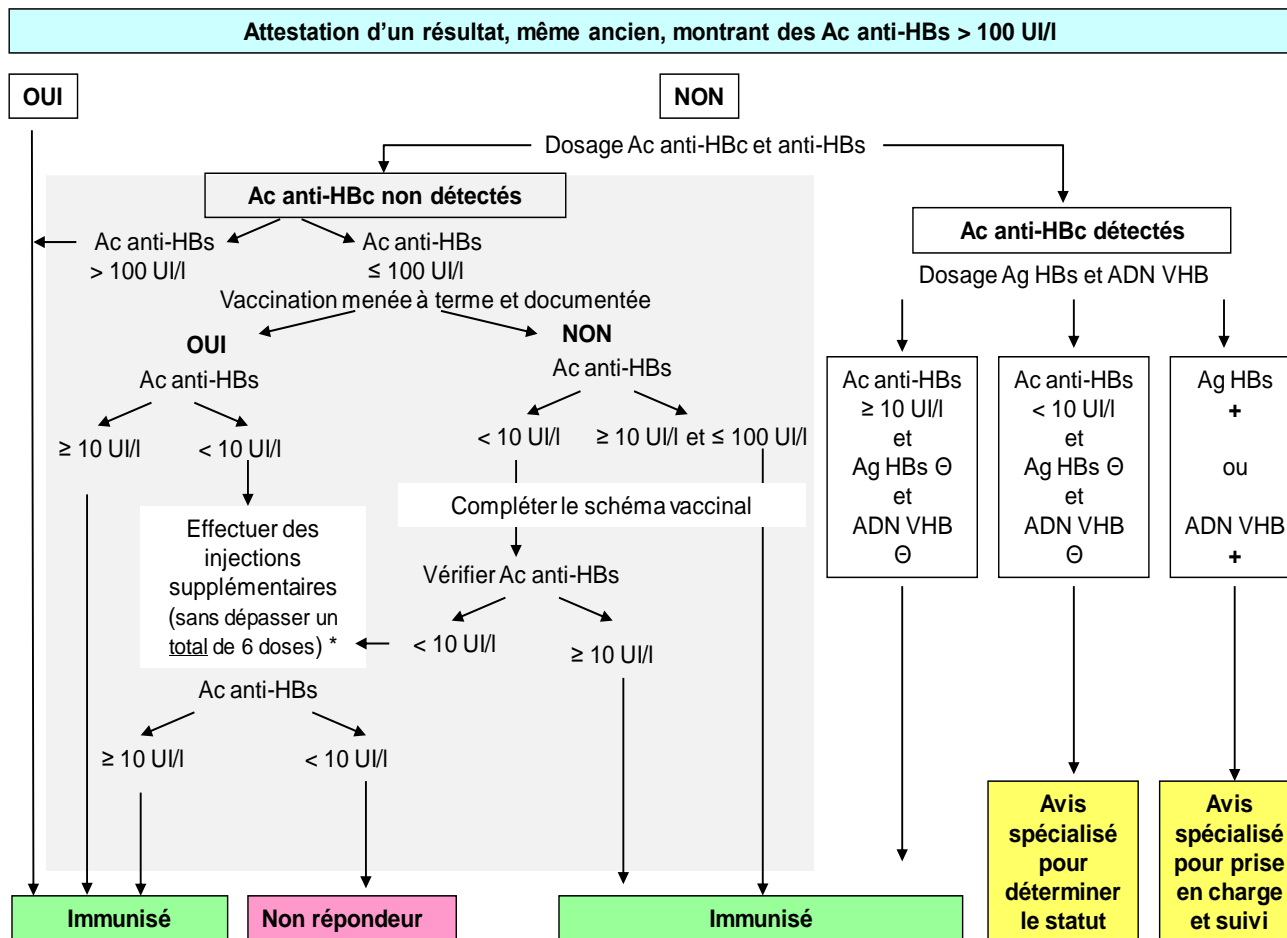 Attestation d'un résultat, même ancien, montrant des Ac anti-HBs > 100 UI/l
OUI
NON
Dosage Ac anti-HBc et anti-HBs
Ac anti-HBc non détectés
Ac anti-HBs
> 100 UI/l
Ac anti-HBs
≤ 100 UI/l
Vaccination menée à terme et documentée
OUI
Ac anti-HBs
≥ 10 UI/l
< 10 UI/l
Effectuer des
injections
supplémentaires
(sans dépasser un
total de 6 doses) *
Ac anti-HBs
≥ 10 UI/l
< 10 UI/l
NON
Ac anti-HBs
< 10 UI/l
≥ 10 UI/l et ≤ 100 UI/l
Compléter le schéma vaccinal
Vérifier Ac anti-HBs
< 10 UI/l
≥ 10 UI/l
Ac anti-HBc détectés
Dosage Ag HBs et ADN VHB
Ac anti-HBs
≥ 10 UI/l
et
Ag HBs Θ
et
ADN VHB
Θ
Ac anti-HBs
< 10 UI/l
et
Ag HBs Θ
et
ADN VHB
Θ
Ag HBs
+
ou
ADN VHB
+
Immunisé
Non répondeur
Immunisé
Avis
spécialisé
pour
déterminer
le statut
Avis
spécialisé
pour prise
en charge
et suivi